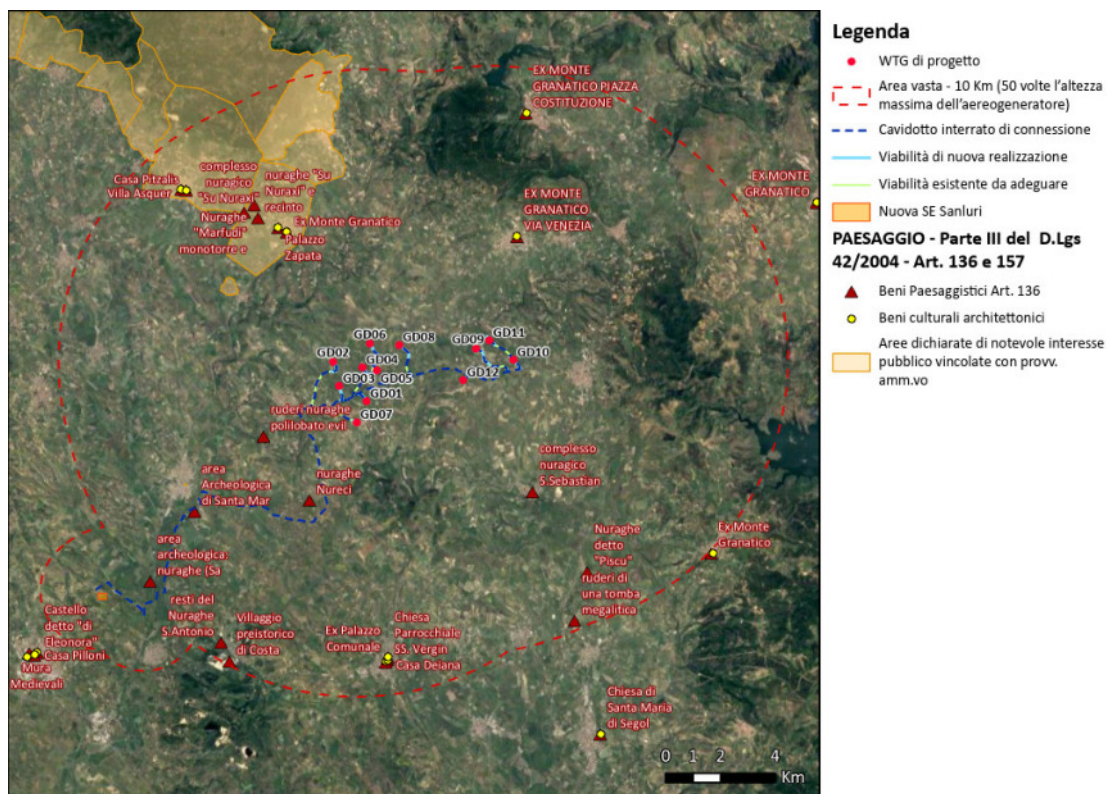 EX MONTE
GRANATICO PIAZZA
COSTITUZIONE
Casa Pitzalis
Villa Asquer
complesso
nuragico
"Su Nuraxi"
nuraghe "Su
Nuraxi" e
recinto
EX MONTE
GRANATICO
EX MONTE
GRANATICO
VIA VENEZIA
Nuraghe
"Marfudi"
monotorre e
Ex Monte Granatico
Palazzo
Zapata
GD06
GD08
GD11
GD09
GD02
GD04
GD10
GD03
GD05
GD12
GD01
GD07
ruderi nuraghe
polilobato evil.
area
Archeologica
di Santa Mar
nuraghe
Nureci
complesso
nuragico
S.Sebastian
area
archeologica:
nuraghe (Sa
Nuraghe
detto
"Piscu"
ruderi di
una tomba
megalitica
Ex Monte
Granatico
Castello
detto "di
Eleonora"
Casa Pilloni
Mura
Medievali
resti del
Nuraghe
S.Antonio
Villaggio
preistorico
di Costa
Ex Palazzo
Comunale
Chiesa
Parrocchiale
SS. Vergin
Casa Deiana
Chiesa di
Santa Maria
di Segol
0 1 2 4
Km
Legenda
WTG di progetto
Area vasta - 10 Km (50 volte l'altezza
massima dell'aereogeneratore)
Cavidotto interrato di connessione
Viabilità di nuova realizzazione
Viabilità esistente da adeguare
Nuova SE Sanluri
PAESAGGIO - Parte III del D.Lgs
42/2004 - Art. 136 e 157
Beni Paesaggistici Art. 136
Beni culturali architettonici
Aree dichiarate di notevole interesse
pubblico vincolate con provv.
amm.vo